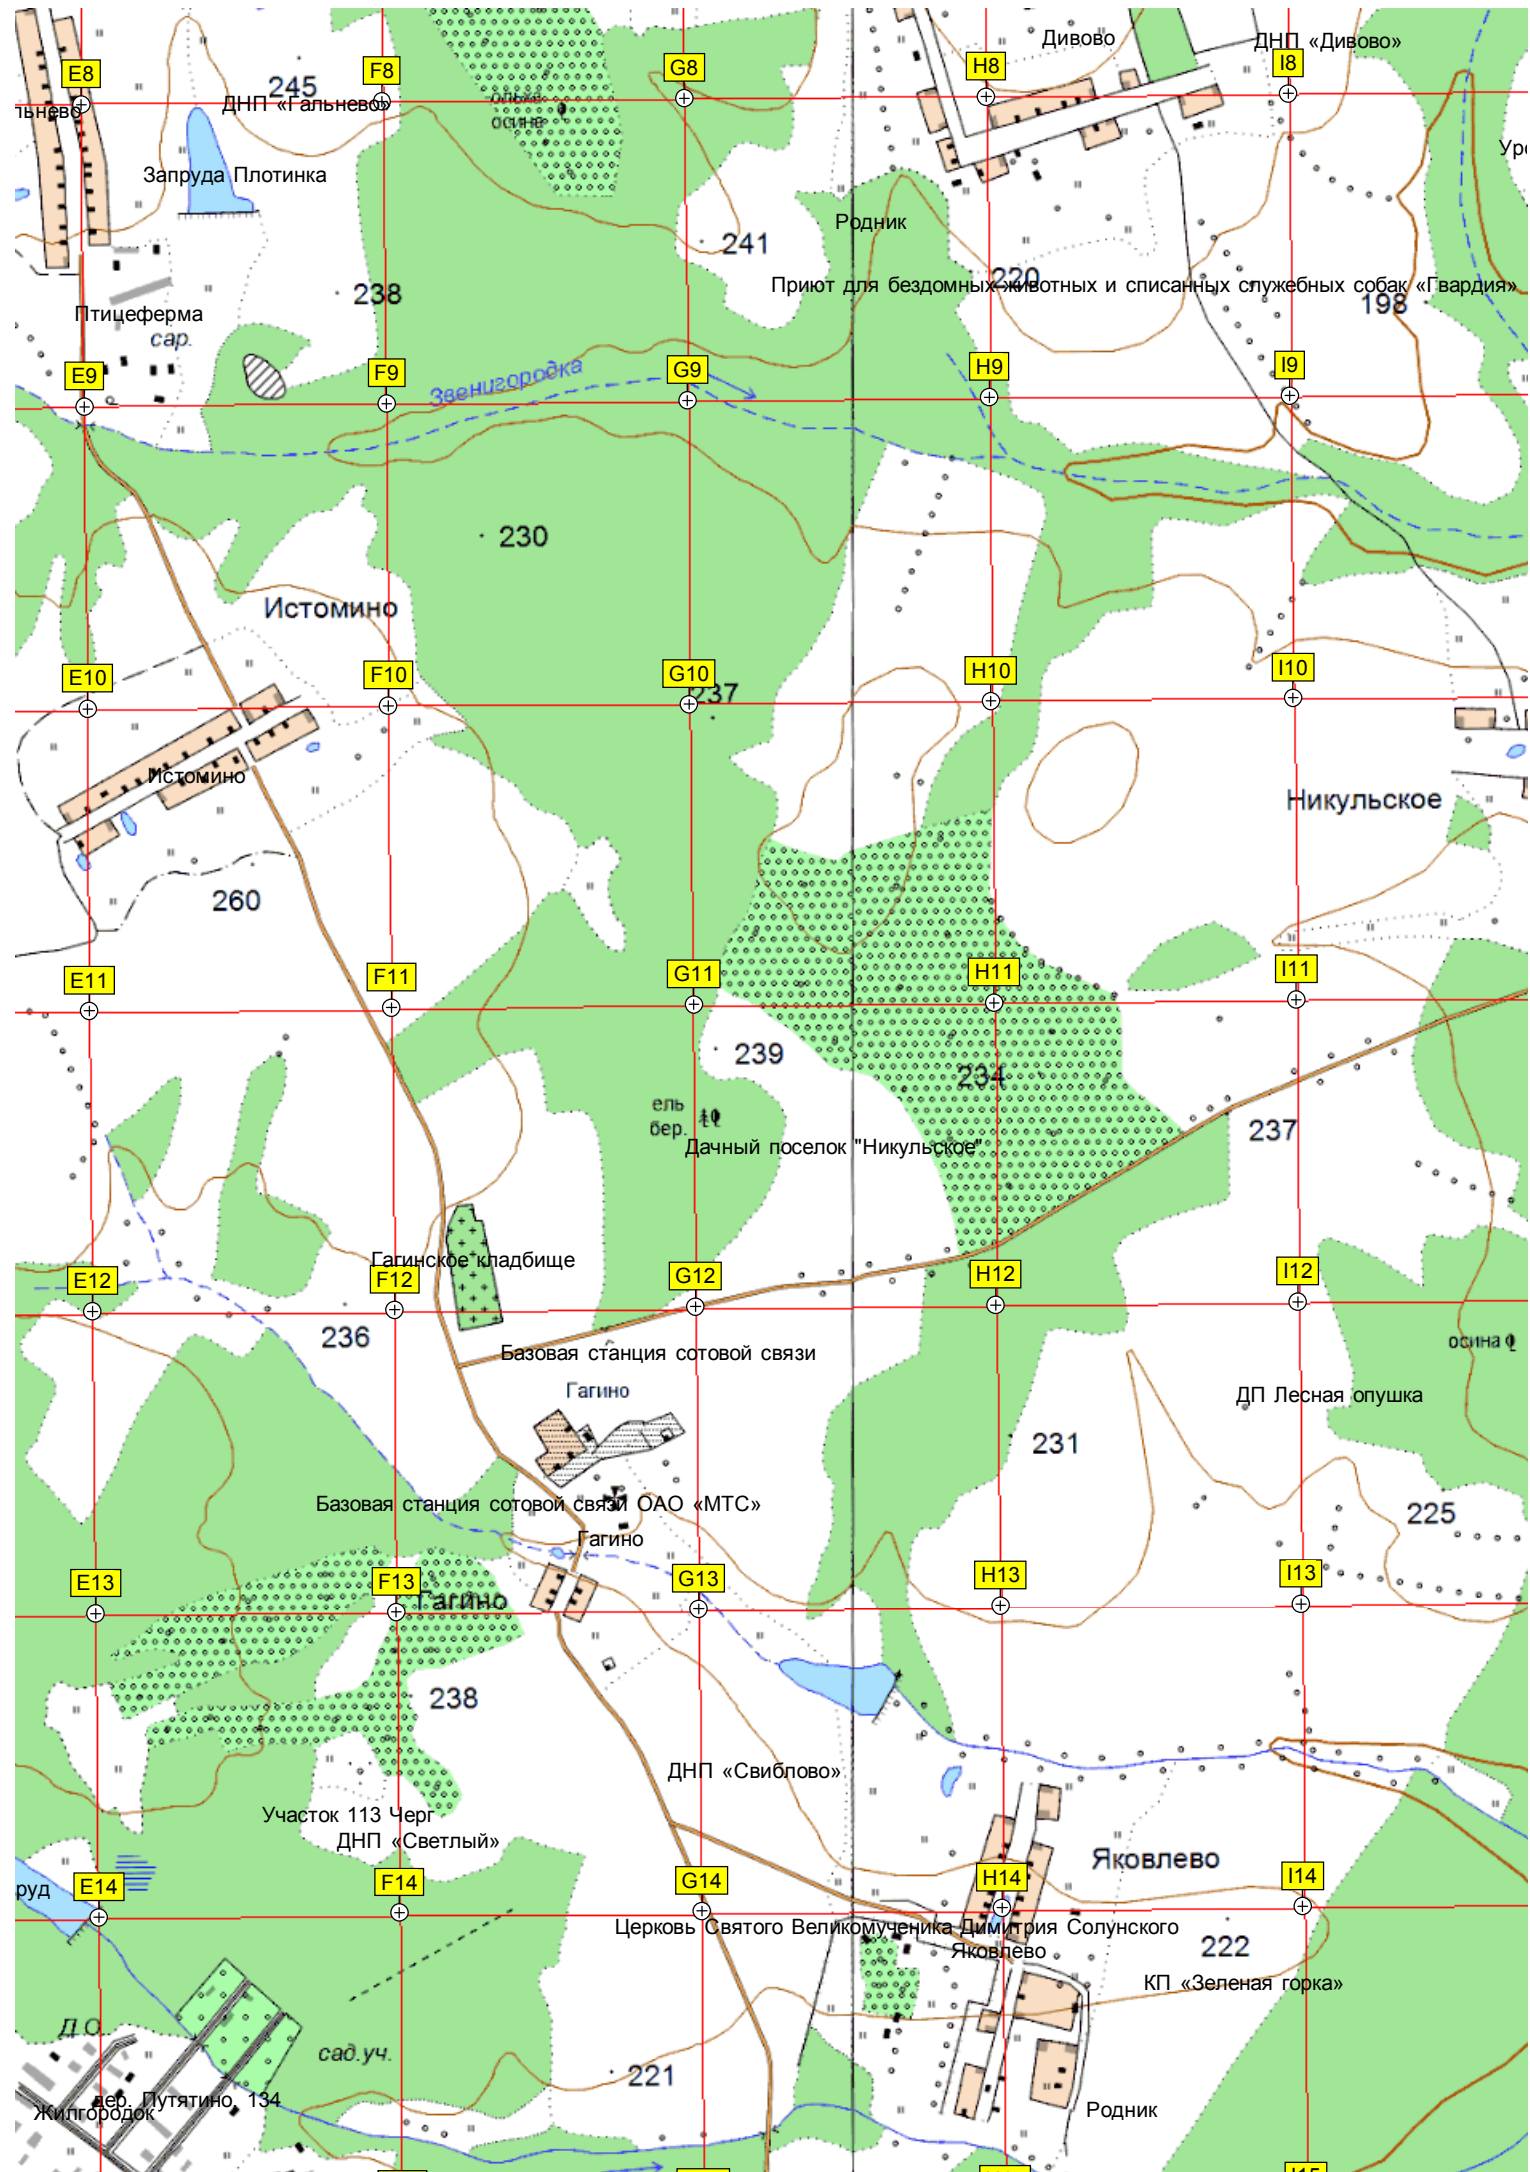 Дивово
ДНП «Дивово»
E8
F8
G8
H8
I8
245
ДНП «Гальнево»
льнево
ольха
осина
Запруда Плотинка
Ур
Родник
241
220
Приют для бездомных животных и списанных служебных собак «Гвардия»
238
198
Птицеферма
сар.
E9
F9
Звенигородка
G9
H9
I9
230
Истомино
E10
F10
G10
237
H10
I10
Истомино
Никульское
260
E11
F11
G11
H11
I11
239
234
ель
бер.
237
Дачный поселок "Никульское"
Гагинское кладбище
E12
F12
G12
H12
I12
236
осина
Базовая станция сотовой связи
Гагино
ДП Лесная опушка
231
Базовая станция сотовой связи ОАО «МТС»
225
Гагино
E13
F13
Гагино
G13
H13
I13
238
ДНП «Свиблово»
Участок 113 Черг
ДНП «Светлый»
Яковлево
руд
E14
F14
G14
H14
I14
Церковь Святого Великомученика Димитрия Солунского
Яковлево
222
КП «Зеленая горка»
Д.О.
сад.уч.
221
дер. Путятино, 134
Жилгородок
Родник
I15